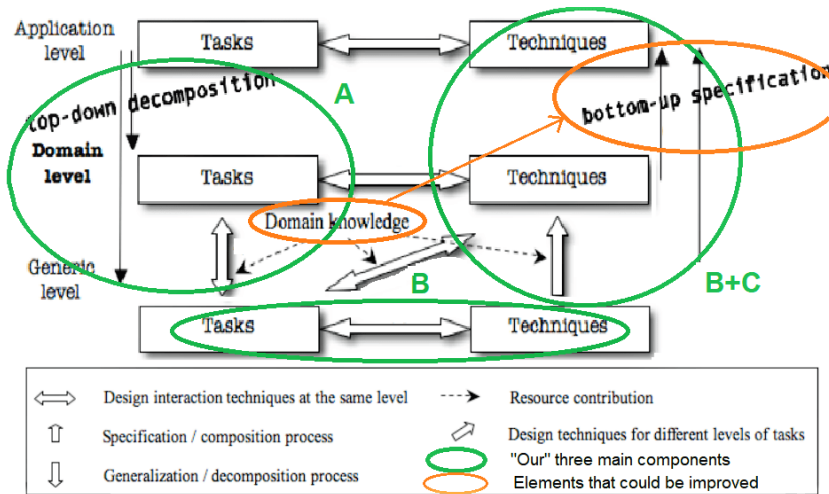 Application level
Tasks
Techniques
A
top-down decomposition
bottom-up specification
Domain level
Tasks
Techniques
Domain knowledge
Generic level
B
B+C
Tasks
Techniques
Design interaction techniques at the same level
Resource contribution
Specification / composition process
Design techniques for different levels of tasks
"Our" three main components
Generalization / decomposition process
Elements that could be improved